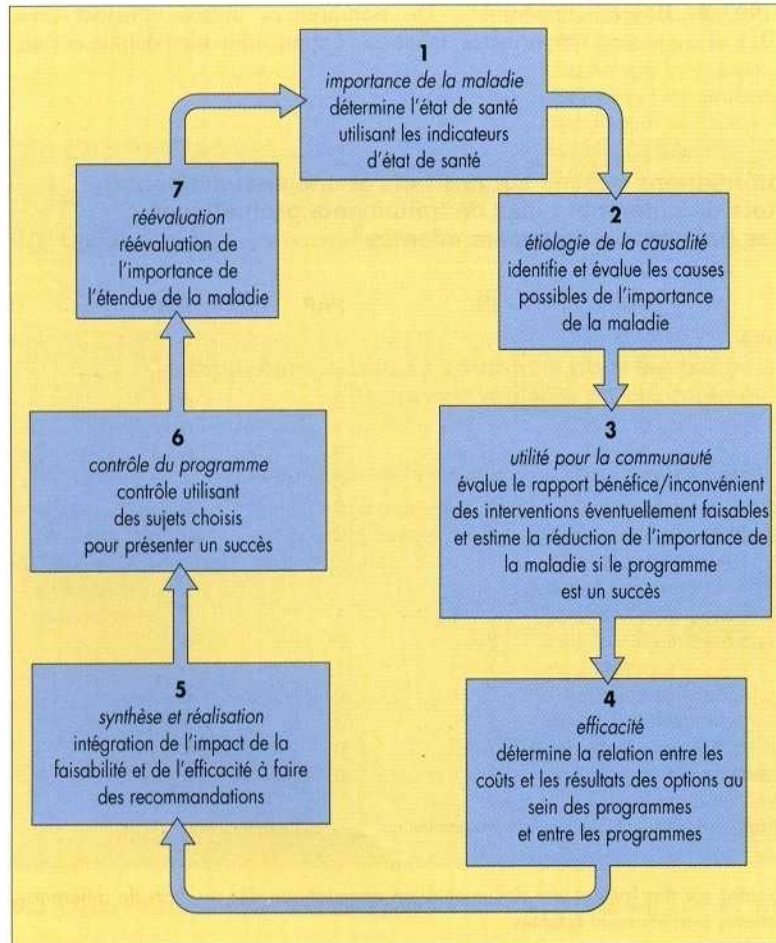 1
importance de la maladie
détermine l'état de santé
utilisant les indicateurs
d'état de santé
2
étiologie de la causalité
identifie et évalue les causes
possibles de l'importance
de la maladie
3
utilité pour la communauté
évalue le rapport bénéfice/inconvénient
des interventions éventuellement faisables
et estime la réduction de l'importance de
la maladie si le programme
est un succès
4
efficacité
détermine la relation entre les
coûts et les résultats des options au
sein des programmes
et entre les programmes
5
synthèse et réalisation
intégration de l'impact de la
faisabilité et de l'efficacité à faire
des recommandations
6
contrôle du programme
contrôle utilisant
des sujets choisis
pour présenter un succès
7
réévaluation
réévaluation de
l'importance de
l'étendue de la maladie